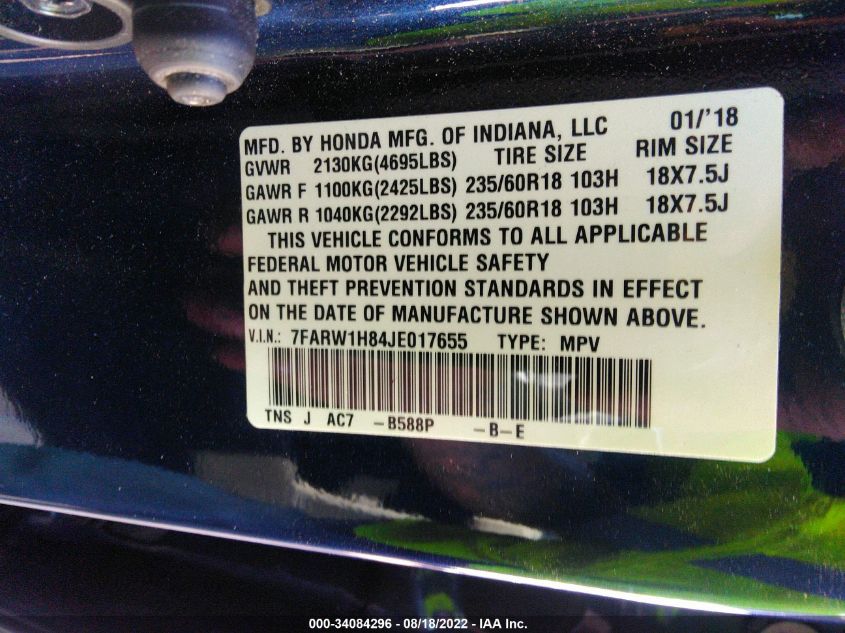 MFD. BY HONDA MFG. OF INDIANA, LLC 01/'18
GVWR 2130KG(4695LBS) TIRE SIZE RIM SIZE
GAWR F 1100KG(2425LBS) 235/60R18 103H 18X7.5J
GAWR R 1040KG(2292LBS) 235/60R18 103H 18X7.5J
THIS VEHICLE CONFORMS TO ALL APPLICABLE
FEDERAL MOTOR VEHICLE SAFETY
AND THEFT PREVENTION STANDARDS IN EFFECT
ON THE DATE OF MANUFACTURE SHOWN ABOVE.
V.I.N.: 7FARW1H84JE017655 TYPE: MPV
TNS J AC7 -B588P -B-E
000-34084296 - 08/18/2022 - IAA Inc.